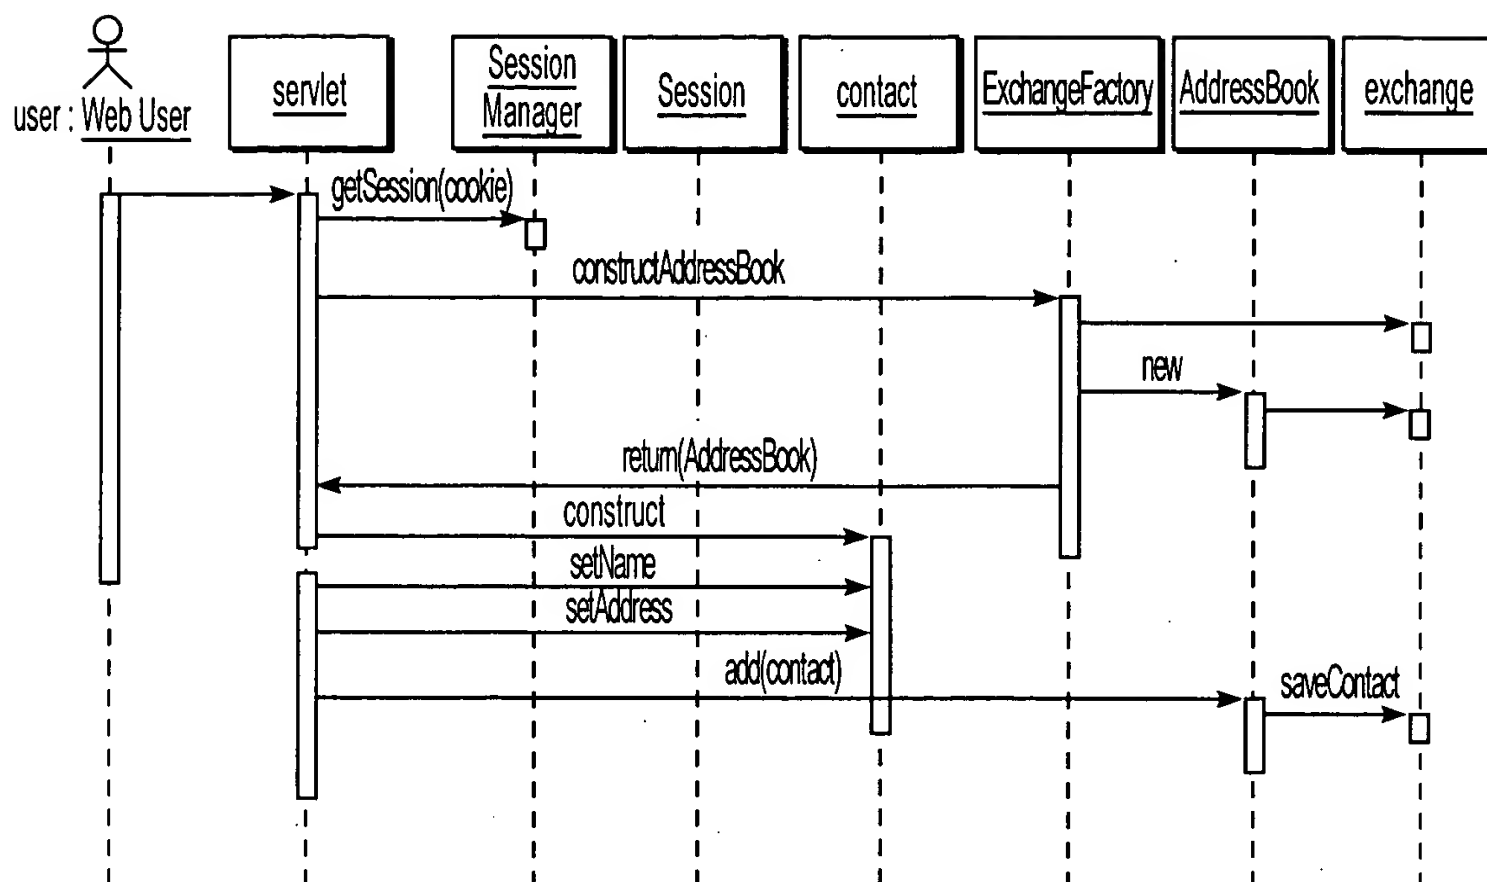 user : Web User
servlet
Session
Manager
Session
contact
ExchangeFactory
AddressBook
exchange
getSession(cookie)
constructAddressBook
new
return(AddressBook)
construct
setName
setAddress
add(contact)
saveContact